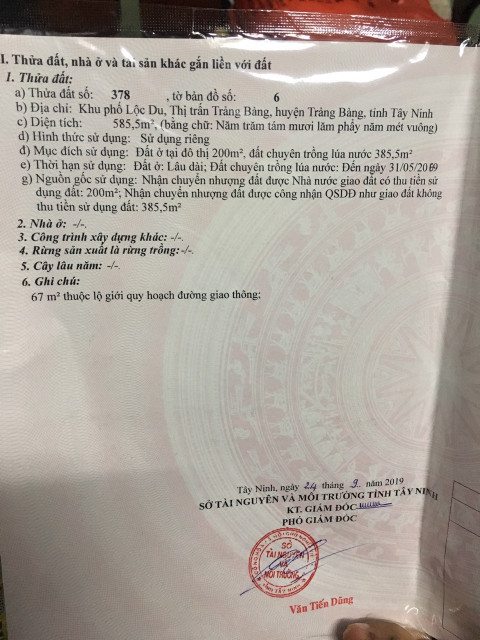 I. Thửa đất, nhà ở và tài sản khác gắn liền với đất
1. Thửa đất:
a) Thửa đất số: 378 , tờ bản đồ số: 6
b) Địa chỉ: Khu phố Lộc Du, Thị trấn Trảng Bàng, huyện Trảng Bàng, tỉnh Tây Ninh
c) Diện tích: 585,5m², (bằng chữ: Năm trăm tám mươi lăm phẩy năm mét vuông)
d) Hình thức sử dụng: Sử dụng riêng
đ) Mục đích sử dụng: Đất ở tại đô thị 200m², đất chuyên trồng lúa nước 385,5m²
e) Thời hạn sử dụng: Đất ở: Lâu dài; Đất chuyên trồng lúa nước: Đến ngày
g) Nguồn gốc sử dụng: Nhận chuyển nhượng đất được Nhà nước giao đất có thu tiền sử
dụng đất: 200m²; Nhận chuyển nhượng đất được công nhận QSDĐ như giao đất không
thu tiền sử dụng đất: 385,5m²
2. Nhà ở: -/-.
3. Công trình xây dựng khác: -/-.
4. Rừng sản xuất là rừng trồng: -/-.
5. Cây lâu năm: -/-.
6. Ghi chú:
67 m² thuộc lộ giới quy hoạch đường giao thông;
Tây Ninh, ngày 24 tháng 9 năm 2019
SỞ TÀI NGUYÊN VÀ MÔI TRƯỜNG TỈNH TÂY NINH
KT. GIÁM ĐỐC
PHÓ GIÁM ĐỐC
SỞ
TÀI NGUYÊN
VÀ
MÔI TRƯỜNG
TỈNH TÂY NINH
Văn Tiến Dũng